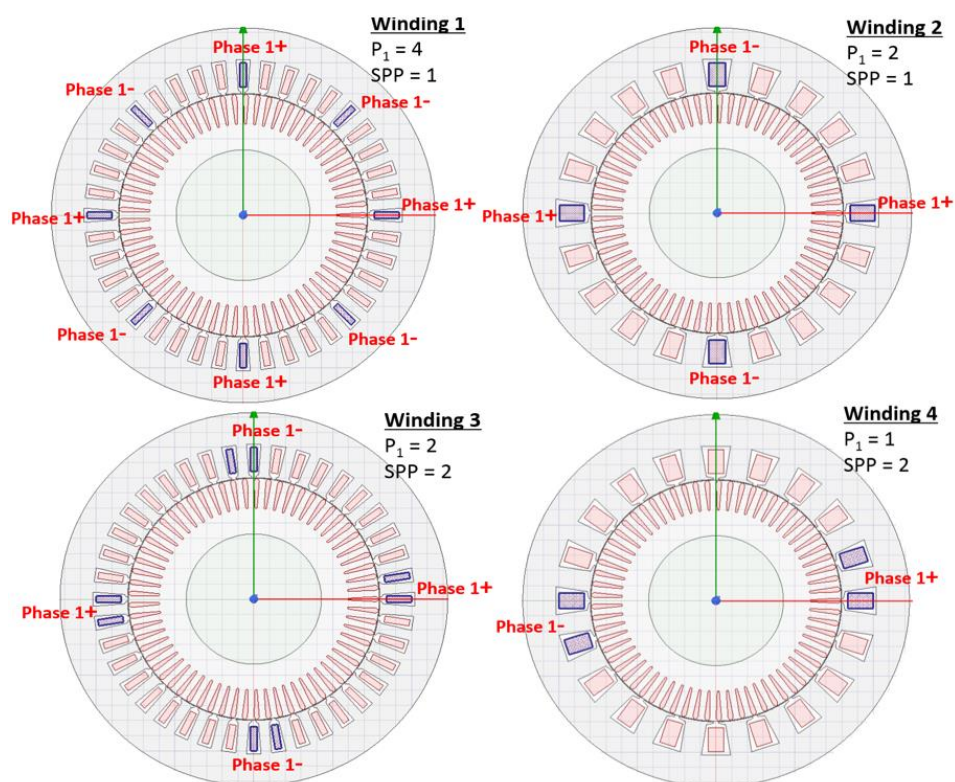 Winding 1
P₁ = 4
SPP = 1
Phase 1+
Phase 1-
Phase 1-
Phase 1+
Phase 1+
Phase 1-
Phase 1-
Phase 1+
Winding 2
P₁ = 2
SPP = 1
Phase 1-
Phase 1+
Phase 1+
Phase 1-
Winding 3
P₁ = 2
SPP = 2
Phase 1-
Phase 1+
Phase 1+
Phase 1-
Winding 4
P₁ = 1
SPP = 2
Phase 1+
Phase 1-